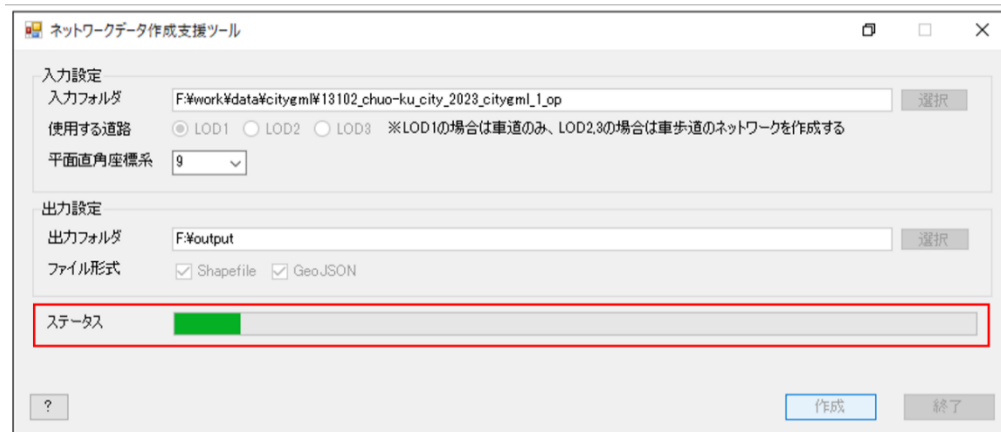 ネットワークデータ作成支援ツール
入力設定
入力フォルダ F:¥work¥data¥citygml¥13102_chuo-ku_city_2023_citygml_1_op 選択
使用する道路 LOD1 LOD2 LOD3 ※LOD1の場合は車道のみ、LOD2,3の場合は車歩道のネットワークを作成する
平面直角座標系 9
出力設定
出力フォルダ F:¥output 選択
ファイル形式 Shapefile GeoJSON
ステータス
? 作成 終了